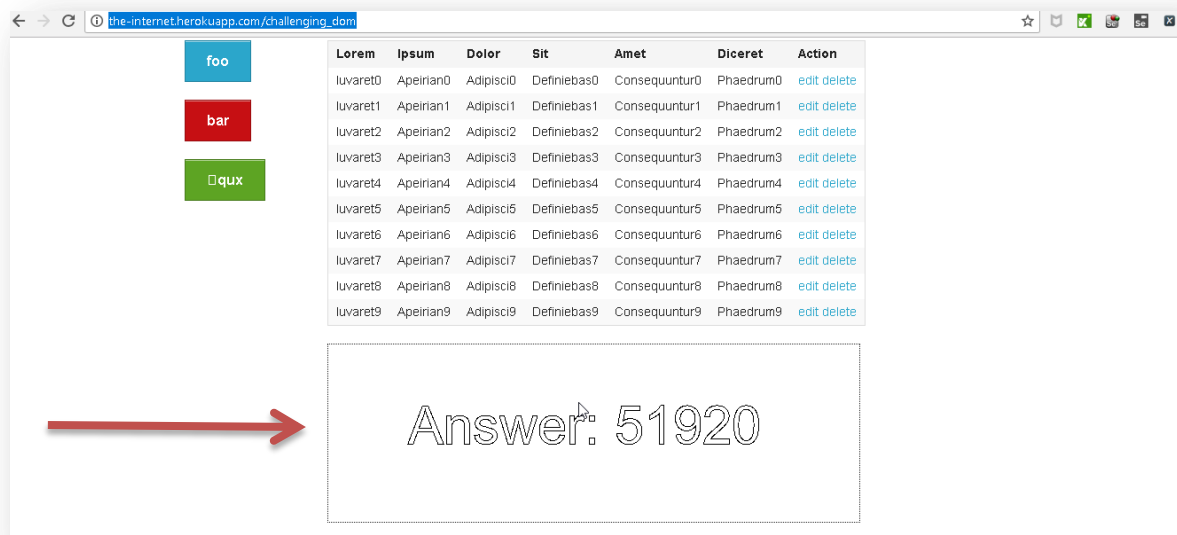 the-internet.herokuapp.com/challenging_dom
foo
bar
qux
Lorem Ipsum Dolor Sit Amet Diceret Action
Iuvaret0 Apeirian0 Adipisci0 Definiebas0 Consequuntur0 Phaedrum0 edit delete
Iuvaret1 Apeirian1 Adipisci1 Definiebas1 Consequuntur1 Phaedrum1 edit delete
Iuvaret2 Apeirian2 Adipisci2 Definiebas2 Consequuntur2 Phaedrum2 edit delete
Iuvaret3 Apeirian3 Adipisci3 Definiebas3 Consequuntur3 Phaedrum3 edit delete
Iuvaret4 Apeirian4 Adipisci4 Definiebas4 Consequuntur4 Phaedrum4 edit delete
Iuvaret5 Apeirian5 Adipisci5 Definiebas5 Consequuntur5 Phaedrum5 edit delete
Iuvaret6 Apeirian6 Adipisci6 Definiebas6 Consequuntur6 Phaedrum6 edit delete
Iuvaret7 Apeirian7 Adipisci7 Definiebas7 Consequuntur7 Phaedrum7 edit delete
Iuvaret8 Apeirian8 Adipisci8 Definiebas8 Consequuntur8 Phaedrum8 edit delete
Iuvaret9 Apeirian9 Adipisci9 Definiebas9 Consequuntur9 Phaedrum9 edit delete
Answer: 51920